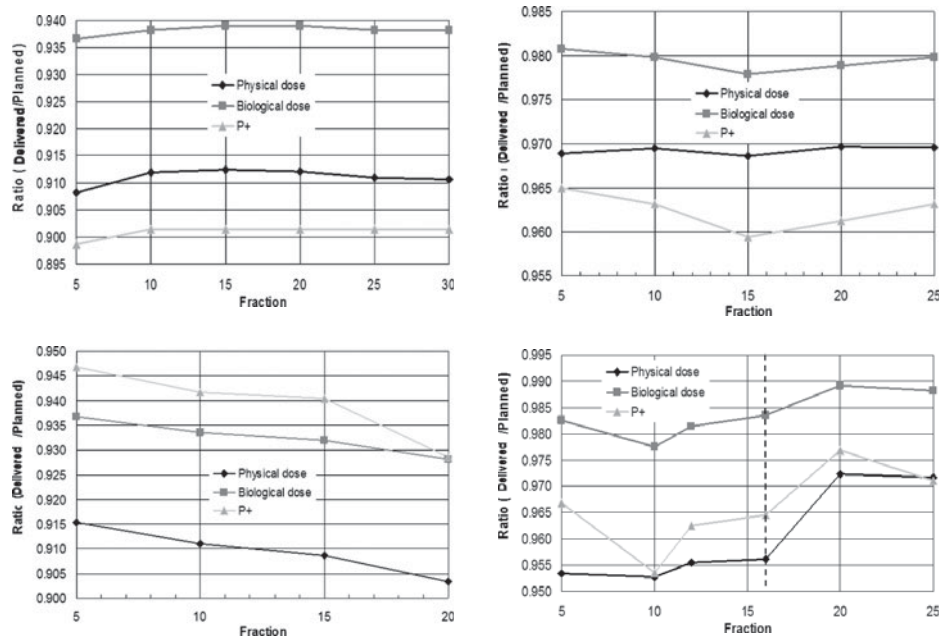 0.940
0.935
0.930
0.925
0.920
0.915
0.910
0.905
0.900
0.895
Ratio ( Delivered/Planned)
Physical dose
Biological dose
P+
5 10 15 20 25 30
Fraction
0.985
0.980
0.975
0.970
0.965
0.960
0.955
Ratio (Delivered /Planned)
Physical dose
Biological dose
P+
5 10 15 20 25
Fraction
0.950
0.945
0.940
0.935
0.930
0.925
0.920
0.915
0.910
0.905
0.900
Ratio (Delivered /Planned)
Physical dose
Biological dose
P+
5 10 15 20
Fraction
0.995
0.990
0.985
0.980
0.975
0.970
0.965
0.960
0.955
0.950
Ratio ( Delivered /Planned)
Physical dose
Biological dose
P+
5 10 15 20 25
Fraction